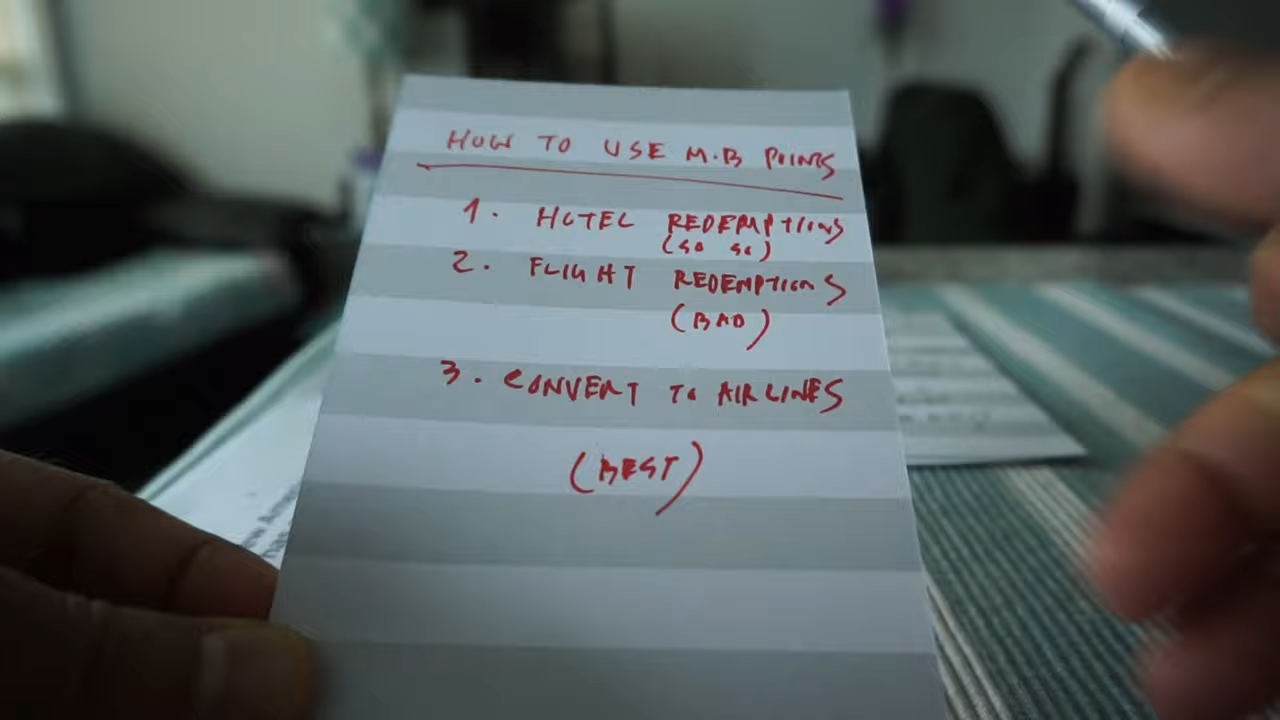 HOW TO USE M.B POINTS
1. HOTEL REDEMPTIONS
(SO SO)
2. FLIGHT REDEMPTIONS
(BAD)
3. CONVERT TO AIRLINES
(BEST)